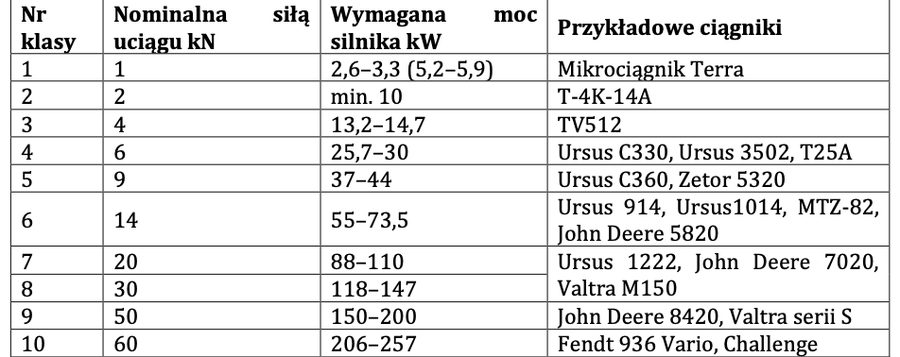 Nr klasy | Nominalna siłą uciągu kN | Wymagana moc silnika kW | Przykładowe ciągniki
1 | 1 | 2,6–3,3 (5,2–5,9) | Mikrociągnik Terra
2 | 2 | min. 10 | T-4K-14A
3 | 4 | 13,2–14,7 | TV512
4 | 6 | 25,7–30 | Ursus C330, Ursus 3502, T25A
5 | 9 | 37–44 | Ursus C360, Zetor 5320
6 | 14 | 55–73,5 | Ursus 914, Ursus1014, MTZ-82, John Deere 5820
7 | 20 | 88–110 | Ursus 1222, John Deere 7020,
8 | 30 | 118–147 | Valtra M150
9 | 50 | 150–200 | John Deere 8420, Valtra serii S
10 | 60 | 206–257 | Fendt 936 Vario, Challenge